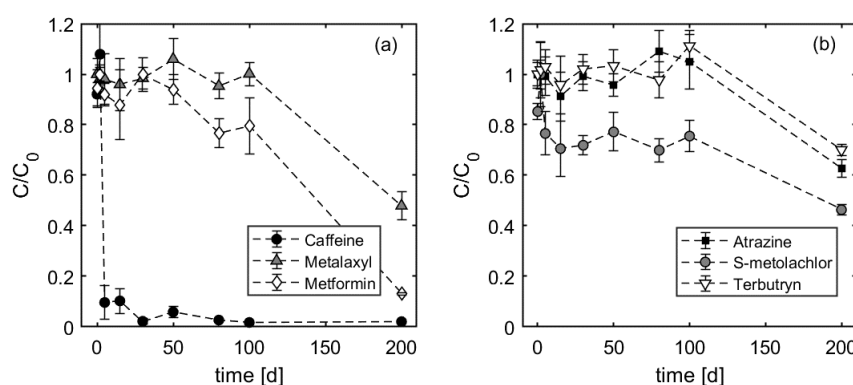 (a)
C/C0
1.2
1
0.8
0.6
0.4
0.2
0
Caffeine
Metalaxyl
Metformin
0 50 100 150 200
time [d]
(b)
C/C0
1.2
1
0.8
0.6
0.4
0.2
0
Atrazine
S-metolachlor
Terbutryn
0 50 100 150 200
time [d]